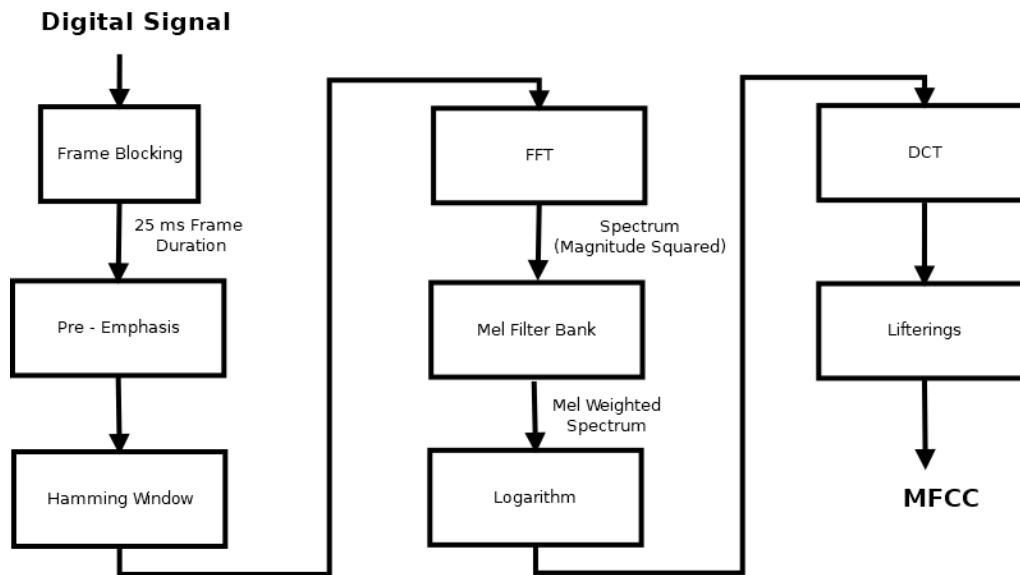 Digital Signal
Frame Blocking
25 ms Frame
Duration
Pre - Emphasis
Hamming Window
FFT
Spectrum
(Magnitude Squared)
Mel Filter Bank
Mel Weighted
Spectrum
Logarithm
DCT
Lifterings
MFCC